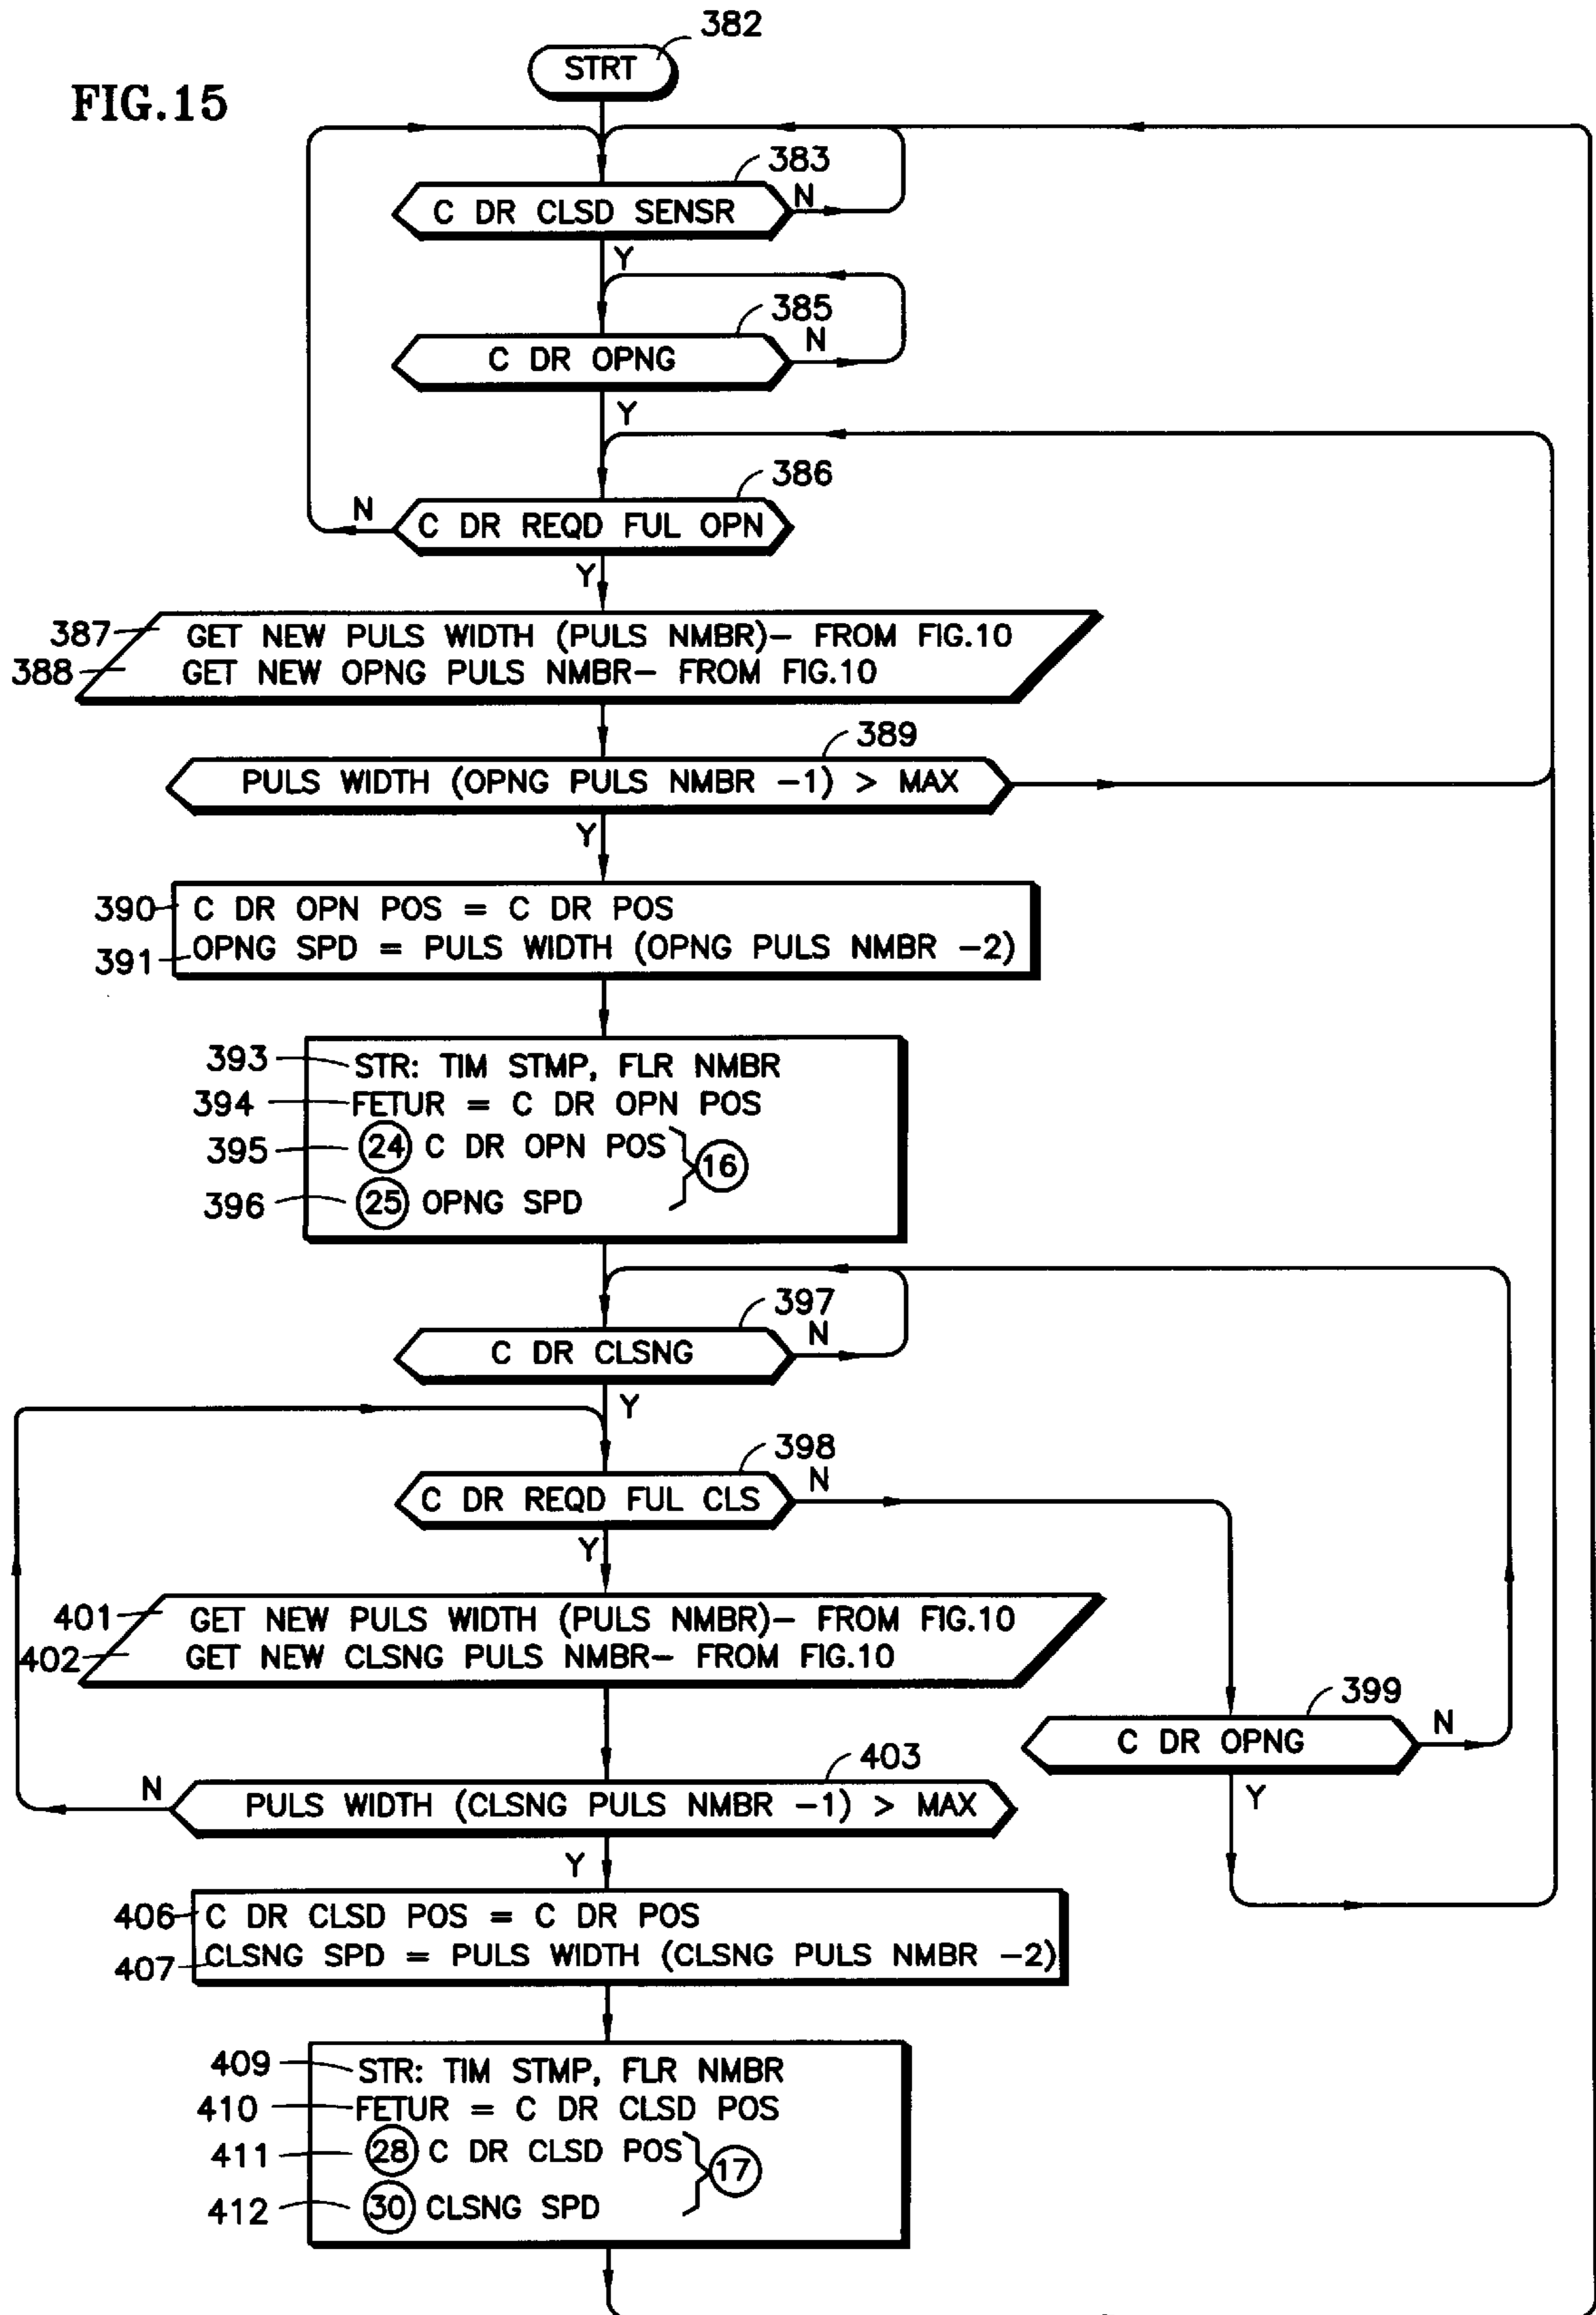 FIG.15
STRT
382
C DR CLSD SENSR
383
N
Y
C DR OPNG
385
N
Y
C DR REQD FUL OPN
386
N
Y
387 GET NEW PULS WIDTH (PULS NMBR)– FROM FIG.10
388 GET NEW OPNG PULS NMBR– FROM FIG.10
389
PULS WIDTH (OPNG PULS NMBR –1) > MAX
Y
390 C DR OPN POS = C DR POS
391 OPNG SPD = PULS WIDTH (OPNG PULS NMBR –2)
393 STR: TIM STMP, FLR NMBR
394 FETUR = C DR OPN POS
395 24 C DR OPN POS
16
396 25 OPNG SPD
397
C DR CLSNG
N
Y
398
C DR REQD FUL CLS
N
Y
401 GET NEW PULS WIDTH (PULS NMBR)– FROM FIG.10
402 GET NEW CLSNG PULS NMBR– FROM FIG.10
399
C DR OPNG
N
Y
403
PULS WIDTH (CLSNG PULS NMBR –1) > MAX
N
Y
406 C DR CLSD POS = C DR POS
407 CLSNG SPD = PULS WIDTH (CLSNG PULS NMBR –2)
409 STR: TIM STMP, FLR NMBR
410 FETUR = C DR CLSD POS
411 28 C DR CLSD POS
17
412 30 CLSNG SPD